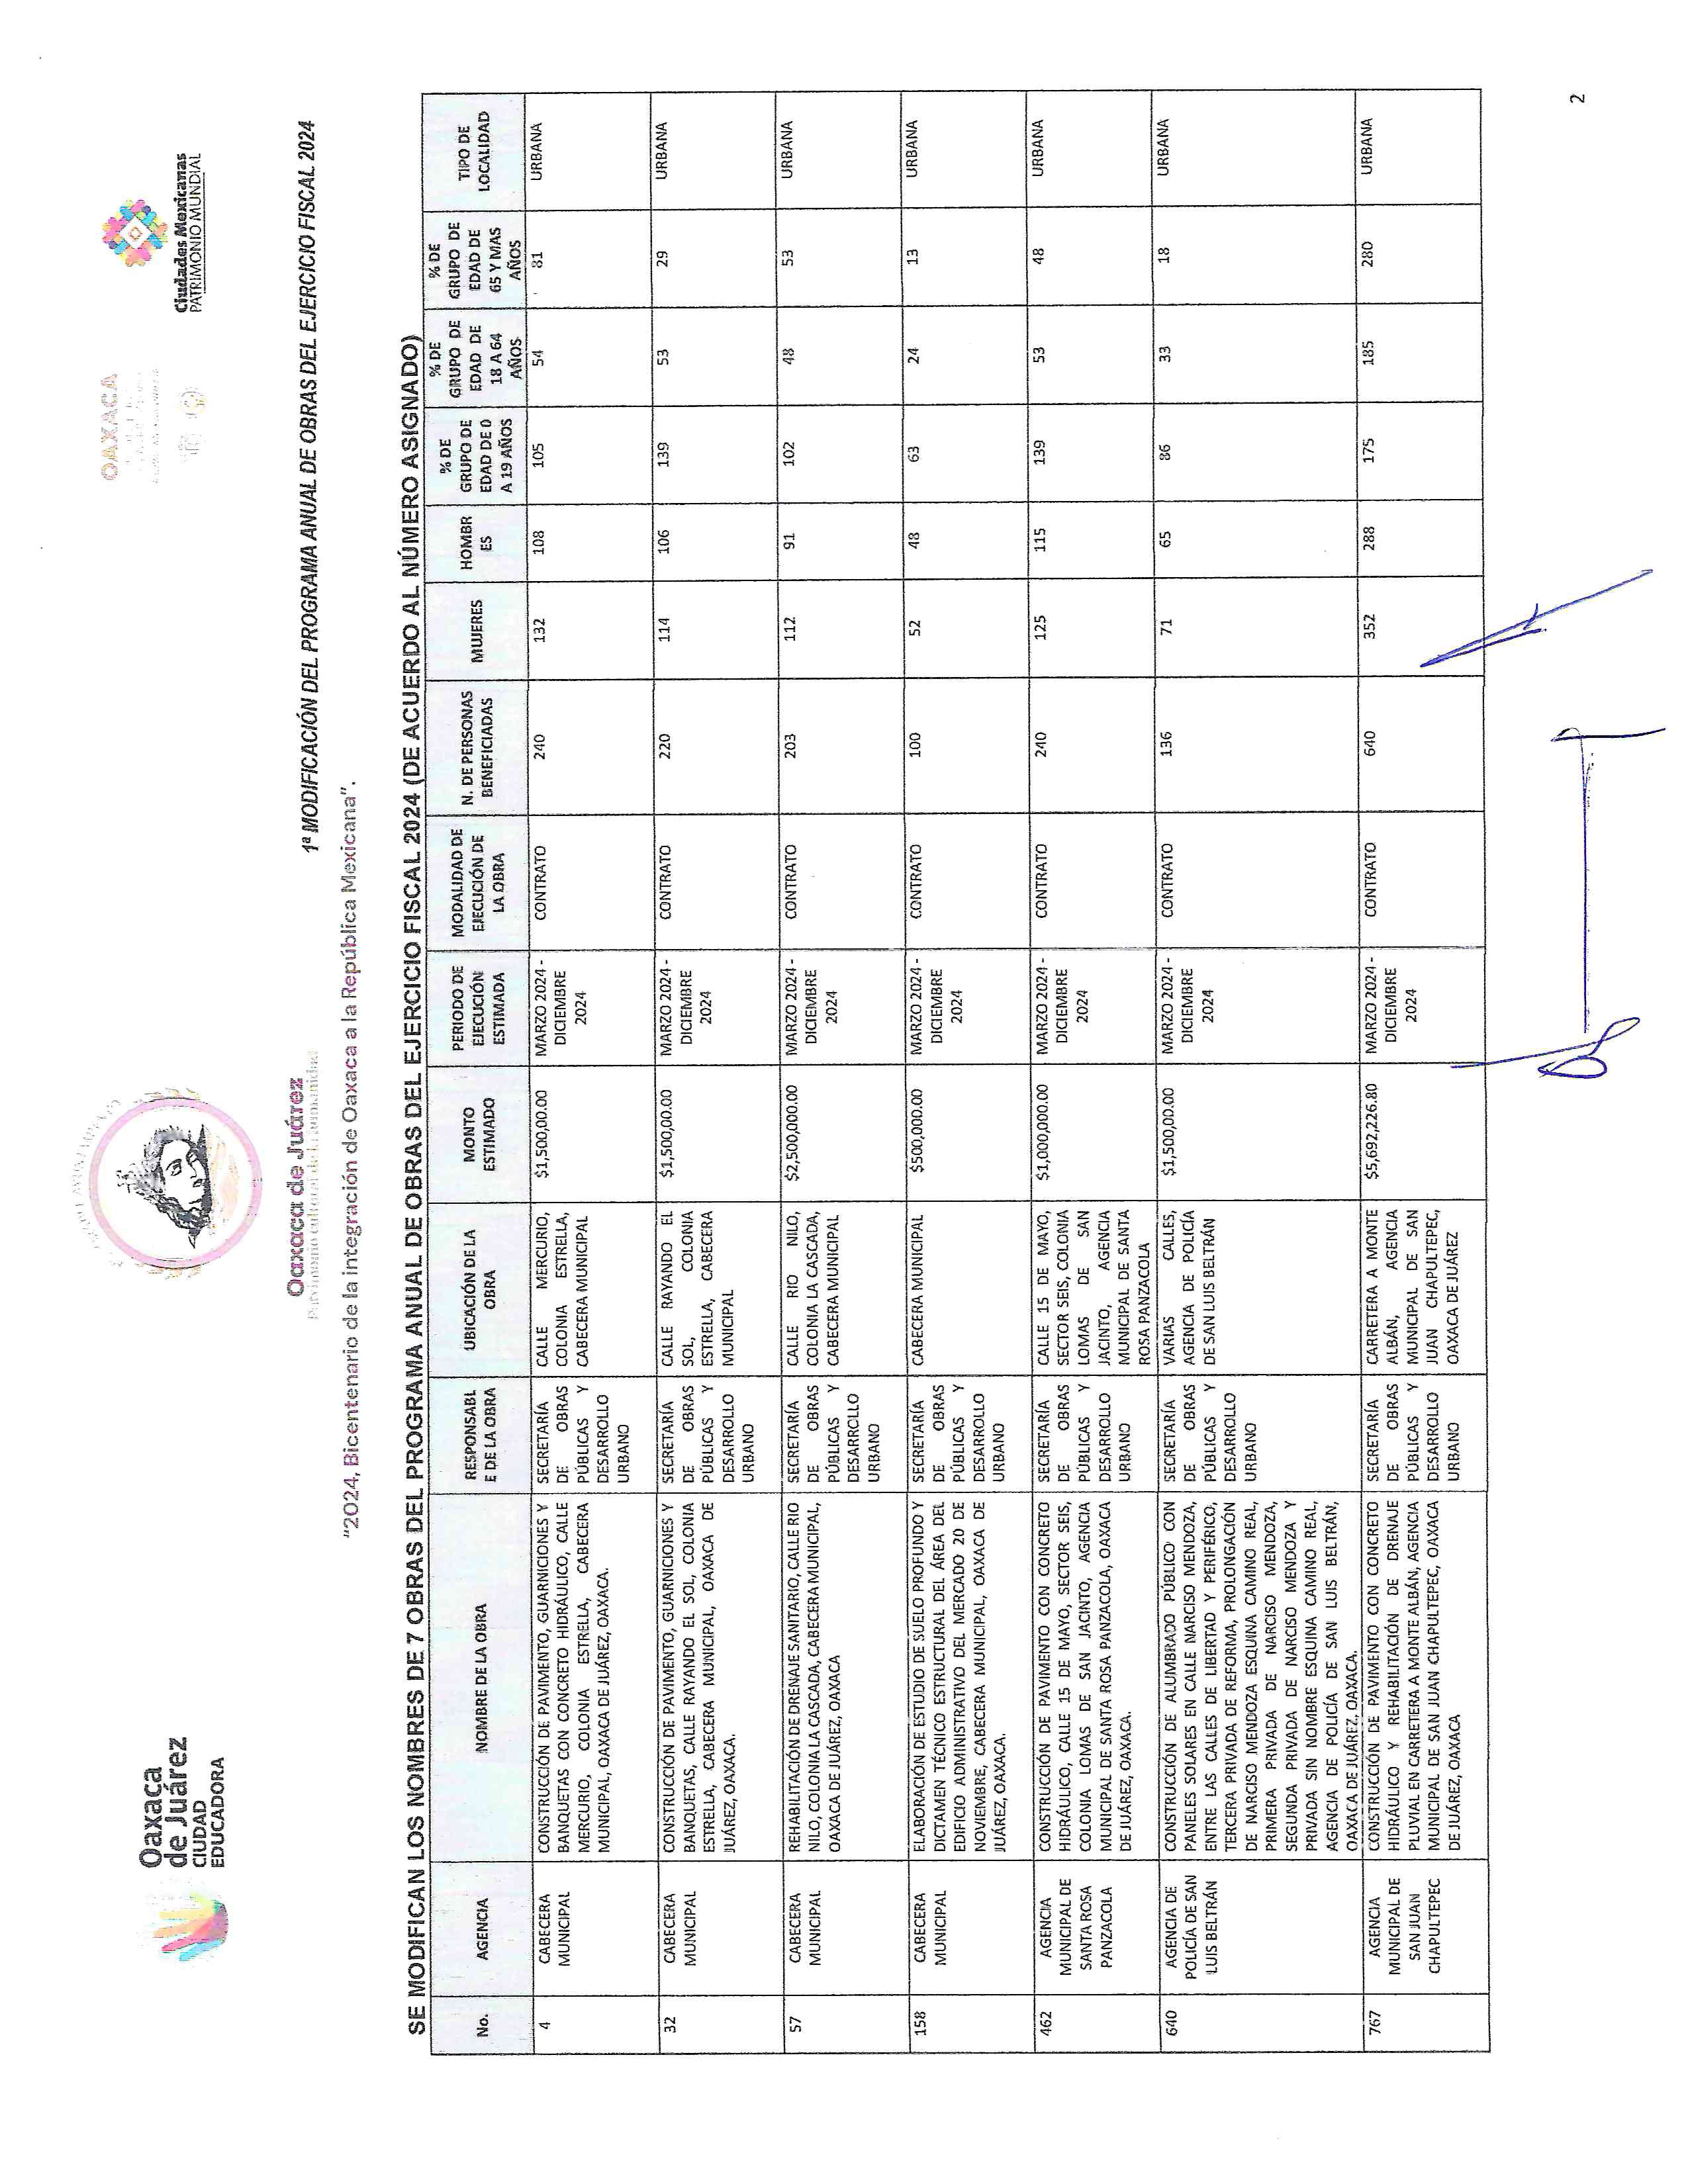 Oaxaca
de Juárez
CIUDAD
EDUCADORA
Oaxaca de Juárez
OAXACA
Ciudades Mexicanas
PATRIMONIO MUNDIAL
1ª MODIFICACIÓN DEL PROGRAMA ANUAL DE OBRAS DEL EJERCICIO FISCAL 2024
"2024, Bicentenario de la integración de Oaxaca a la República Mexicana".
SE MODIFICAN LOS NOMBRES DE 7 OBRAS DEL PROGRAMA ANUAL DE OBRAS DEL EJERCICIO FISCAL 2024 (DE ACUERDO AL NÚMERO ASIGNADO)
No.
AGENCIA
NOMBRE DE LA OBRA
RESPONSABL
E DE LA OBRA
UBICACIÓN DE LA
OBRA
MONTO
ESTIMADO
PERIODO DE
EJECUCIÓN
ESTIMADA
MODALIDAD DE
EJECUCIÓN DE
LA OBRA
N. DE PERSONAS
BENEFICIADAS
MUJERES
HOMBR
ES
% DE
GRUPO DE
EDAD DE 0
A 19 AÑOS
% DE
GRUPO DE
EDAD DE
18 A 64
AÑOS
% DE
GRUPO DE
EDAD DE
65 Y MAS
AÑOS
TIPO DE
LOCALIDAD
4
CABECERA
MUNICIPAL
CONSTRUCCIÓN DE PAVIMENTO, GUARNICIONES Y
BANQUETAS CON CONCRETO HIDRÁULICO, CALLE
MERCURIO, COLONIA ESTRELLA, CABECERA
MUNICIPAL, OAXACA DE JUÁREZ, OAXACA.
SECRETARÍA
DE OBRAS
PÚBLICAS Y
DESARROLLO
URBANO
CALLE MERCURIO,
COLONIA ESTRELLA,
CABECERA MUNICIPAL
$1,500,000.00
MARZO 2024 -
DICIEMBRE
2024
CONTRATO
240
132
108
105
54
81
URBANA
32
CABECERA
MUNICIPAL
CONSTRUCCIÓN DE PAVIMENTO, GUARNICIONES Y
BANQUETAS, CALLE RAYANDO EL SOL, COLONIA
ESTRELLA, CABECERA MUNICIPAL, OAXACA DE
JUÁREZ, OAXACA.
SECRETARÍA
DE OBRAS
PÚBLICAS Y
DESARROLLO
URBANO
CALLE RAYANDO EL
SOL, COLONIA
ESTRELLA, CABECERA
MUNICIPAL
$1,500,000.00
MARZO 2024 -
DICIEMBRE
2024
CONTRATO
220
114
106
139
53
29
URBANA
57
CABECERA
MUNICIPAL
REHABILITACIÓN DE DRENAJE SANITARIO, CALLE RIO
NILO, COLONIA LA CASCADA, CABECERA MUNICIPAL,
OAXACA DE JUÁREZ, OAXACA
SECRETARÍA
DE OBRAS
PÚBLICAS Y
DESARROLLO
URBANO
CALLE RIO NILO,
COLONIA LA CASCADA,
CABECERA MUNICIPAL
$2,500,000.00
MARZO 2024 -
DICIEMBRE
2024
CONTRATO
203
112
91
102
48
53
URBANA
158
CABECERA
MUNICIPAL
ELABORACIÓN DE ESTUDIO DE SUELO PROFUNDO Y
DICTAMEN TÉCNICO ESTRUCTURAL DEL ÁREA DEL
EDIFICIO ADMINISTRATIVO DEL MERCADO 20 DE
NOVIEMBRE, CABECERA MUNICIPAL, OAXACA DE
JUÁREZ, OAXACA.
SECRETARÍA
DE OBRAS
PÚBLICAS Y
DESARROLLO
URBANO
CABECERA MUNICIPAL
$500,000.00
MARZO 2024 -
DICIEMBRE
2024
CONTRATO
100
52
48
63
24
13
URBANA
462
AGENCIA
MUNICIPAL DE
SANTA ROSA
PANZACOLA
CONSTRUCCIÓN DE PAVIMENTO CON CONCRETO
HIDRÁULICO, CALLE 15 DE MAYO, SECTOR SEIS,
COLONIA LOMAS DE SAN JACINTO, AGENCIA
MUNICIPAL DE SANTA ROSA PANZACOLA, OAXACA
DE JUÁREZ, OAXACA.
SECRETARÍA
DE OBRAS
PÚBLICAS Y
DESARROLLO
URBANO
CALLE 15 DE MAYO,
SECTOR SEIS, COLONIA
LOMAS DE SAN
JACINTO, AGENCIA
MUNICIPAL DE SANTA
ROSA PANZACOLA
$1,000,000.00
MARZO 2024 -
DICIEMBRE
2024
CONTRATO
240
125
115
139
53
48
URBANA
640
AGENCIA DE
POLICÍA DE SAN
LUIS BELTRÁN
CONSTRUCCIÓN DE ALUMBRADO PÚBLICO CON
PANELES SOLARES EN CALLE NARCISO MENDOZA,
ENTRE LAS CALLES DE LIBERTAD Y PERIFÉRICO,
TERCERA PRIVADA DE REFORMA, PROLONGACIÓN
DE NARCISO MENDOZA ESQUINA CAMINO REAL,
PRIMERA PRIVADA DE NARCISO MENDOZA,
SEGUNDA PRIVADA DE NARCISO MENDOZA Y
PRIVADA SIN NOMBRE ESQUINA CAMINO REAL,
AGENCIA DE POLICÍA DE SAN LUIS BELTRÁN,
OAXACA DE JUÁREZ, OAXACA.
SECRETARÍA
DE OBRAS
PÚBLICAS Y
DESARROLLO
URBANO
VARIAS CALLES,
AGENCIA DE POLICÍA
DE SAN LUIS BELTRÁN
$1,500,000.00
MARZO 2024 -
DICIEMBRE
2024
CONTRATO
136
71
65
86
33
18
URBANA
767
AGENCIA
MUNICIPAL DE
SAN JUAN
CHAPULTEPEC
CONSTRUCCIÓN DE PAVIMENTO CON CONCRETO
HIDRÁULICO Y REHABILITACIÓN DE DRENAJE
PLUVIAL EN CARRETERA A MONTE ALBÁN, AGENCIA
MUNICIPAL DE SAN JUAN CHAPULTEPEC, OAXACA
DE JUÁREZ, OAXACA
SECRETARÍA
DE OBRAS
PÚBLICAS Y
DESARROLLO
URBANO
CARRETERA A MONTE
ALBÁN, AGENCIA
MUNICIPAL DE SAN
JUAN CHAPULTEPEC,
OAXACA DE JUÁREZ
$5,692,226.80
MARZO 2024 -
DICIEMBRE
2024
CONTRATO
640
352
288
175
185
280
URBANA
2